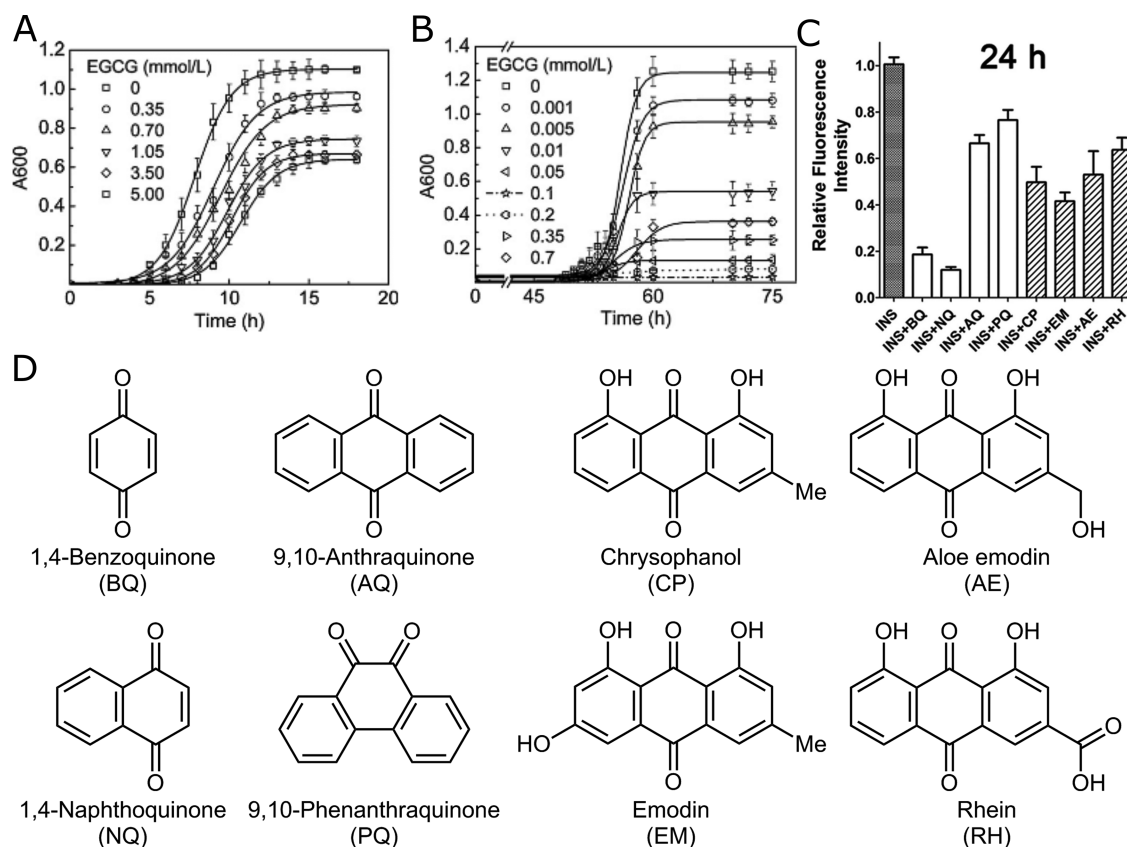 A
A600
EGCG (mmol/L)
0
0.35
0.70
1.05
3.50
5.00
1.2
1.0
0.8
0.6
0.4
0.2
0
5
10
15
20
Time (h)
B
A600
EGCG (mmol/L)
0
0.001
0.005
0.01
0.05
0.1
0.2
0.35
0.7
1.4
1.2
1.0
0.8
0.6
0.4
0.2
0
45
60
75
Time (h)
C
24 h
Relative Fluorescence
Intensity
1.0
0.8
0.6
0.4
0.2
0.0
INS
INS+BQ
INS+NQ
INS+AQ
INS+PQ
INS+CP
INS+EM
INS+AE
INS+RH
D
O
O
1,4-Benzoquinone
(BQ)
O
O
9,10-Anthraquinone
(AQ)
OH O OH
Me
O
Chrysophanol
(CP)
OH O OH
O
OH
Aloe emodin
(AE)
O
O
1,4-Naphthoquinone
(NQ)
O O
9,10-Phenanthraquinone
(PQ)
OH O OH
HO
Me
O
Emodin
(EM)
OH O OH
O
O
OH
Rhein
(RH)